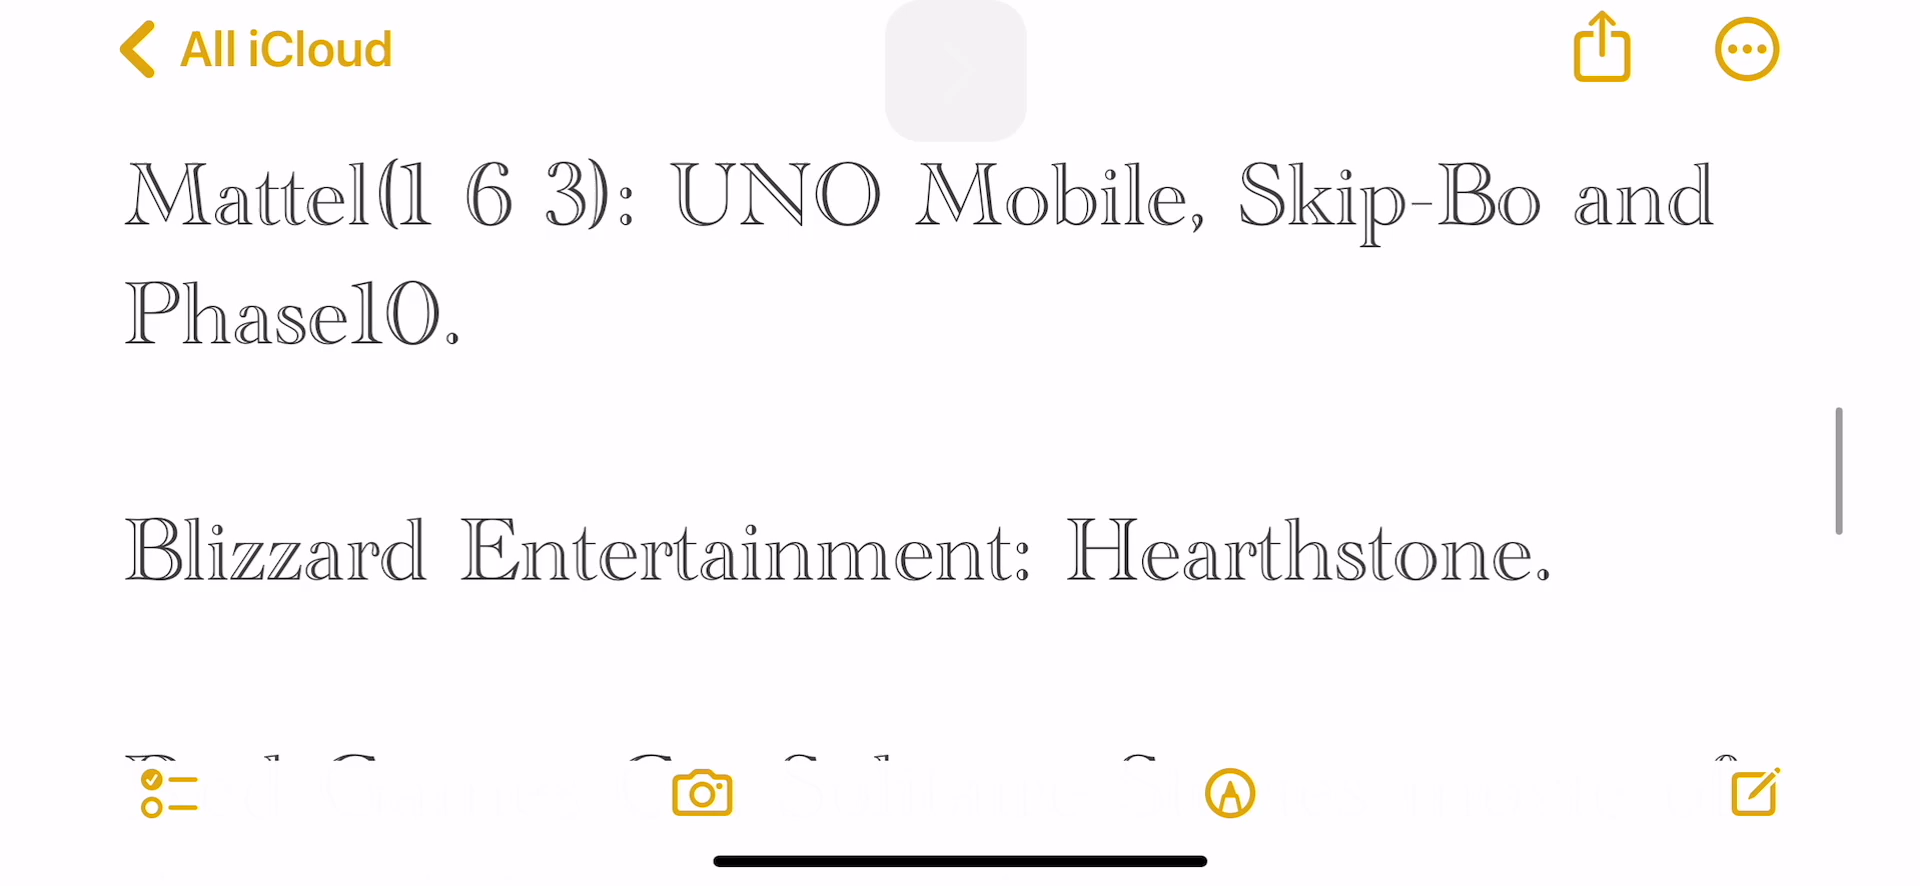 All iCloud
Mattel(1 6 3): UNO Mobile, Skip-Bo and
Phase10.
Blizzard Entertainment: Hearthstone.